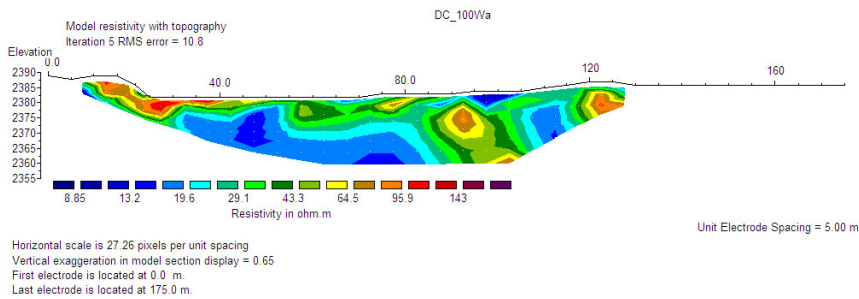 DC_100Wa
Model resistivity with topography
Iteration 5 RMS error = 10.8
Elevation
0.0
40.0
80.0
120
160
2390
2385
2380
2375
2370
2365
2360
2355
8.85 13.2 19.6 29.1 43.3 64.5 95.9 143
Resistivity in ohm.m
Unit Electrode Spacing = 5.00 m
Horizontal scale is 27.26 pixels per unit spacing
Vertical exaggeration in model section display = 0.65
First electrode is located at 0.0 m.
Last electrode is located at 175.0 m.